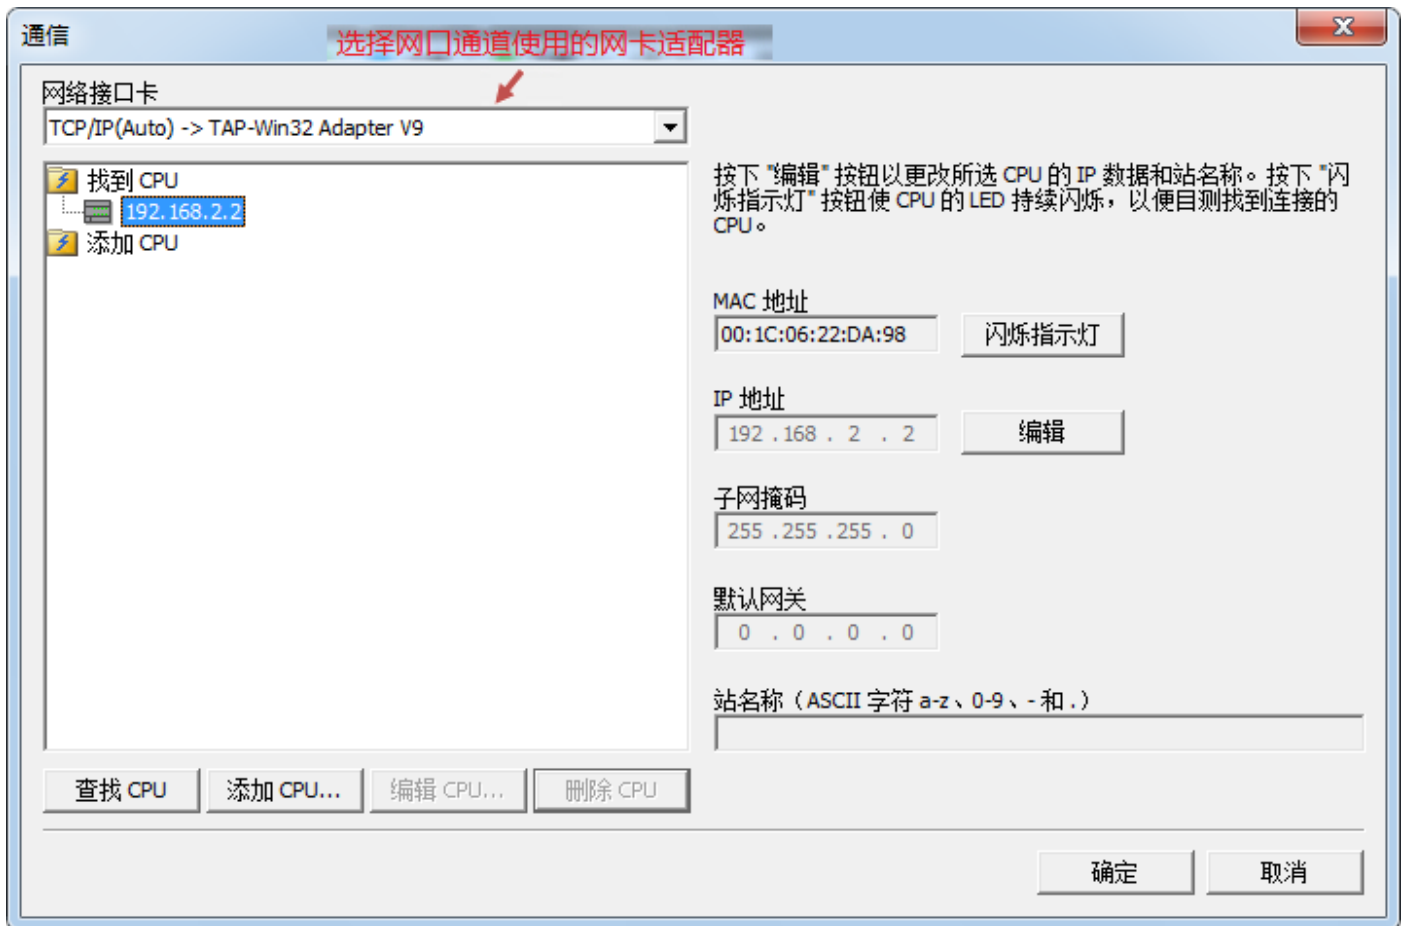 通信
选择网口通道使用的网卡适配器
网络接口卡
TCP/IP(Auto) -> TAP-Win32 Adapter V9
找到 CPU
192.168.2.2
添加 CPU
按下 "编辑" 按钮以更改所选 CPU 的 IP 数据和站名称。按下 "闪
烁指示灯" 按钮使 CPU 的 LED 持续闪烁，以便目测找到连接的
CPU。
MAC 地址
00:1C:06:22:DA:98
闪烁指示灯
IP 地址
192 . 168 . 2 . 2
编辑
子网掩码
255 . 255 . 255 . 0
默认网关
0 . 0 . 0 . 0
站名称（ASCII 字符 a-z、0-9、- 和 .）
查找 CPU
添加 CPU...
编辑 CPU...
删除 CPU
确定
取消